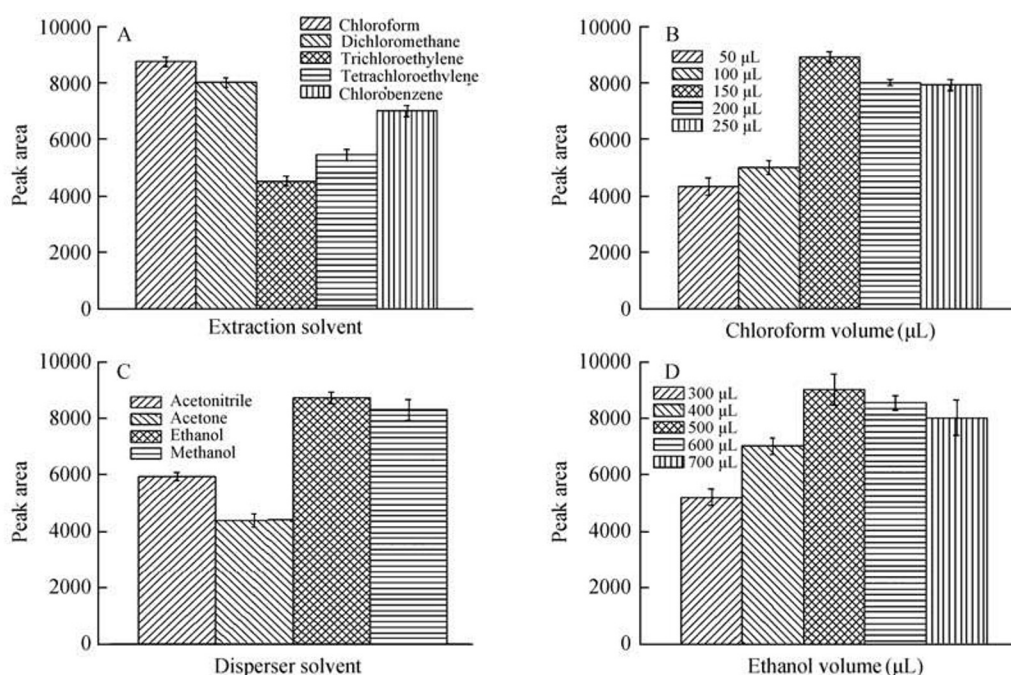 A
Chloroform
Dichloromethane
Trichloroethylene
Tetrachloroethylene
Chlorobenzene
10000
8000
6000
4000
2000
0
Peak area
Extraction solvent
B
50 μL
100 μL
150 μL
200 μL
250 μL
10000
8000
6000
4000
2000
0
Peak area
Chloroform volume (μL)
C
Acetonitrile
Acetone
Ethanol
Methanol
10000
8000
6000
4000
2000
0
Peak area
Disperser solvent
D
300 μL
400 μL
500 μL
600 μL
700 μL
10000
8000
6000
4000
2000
0
Peak area
Ethanol volume (μL)